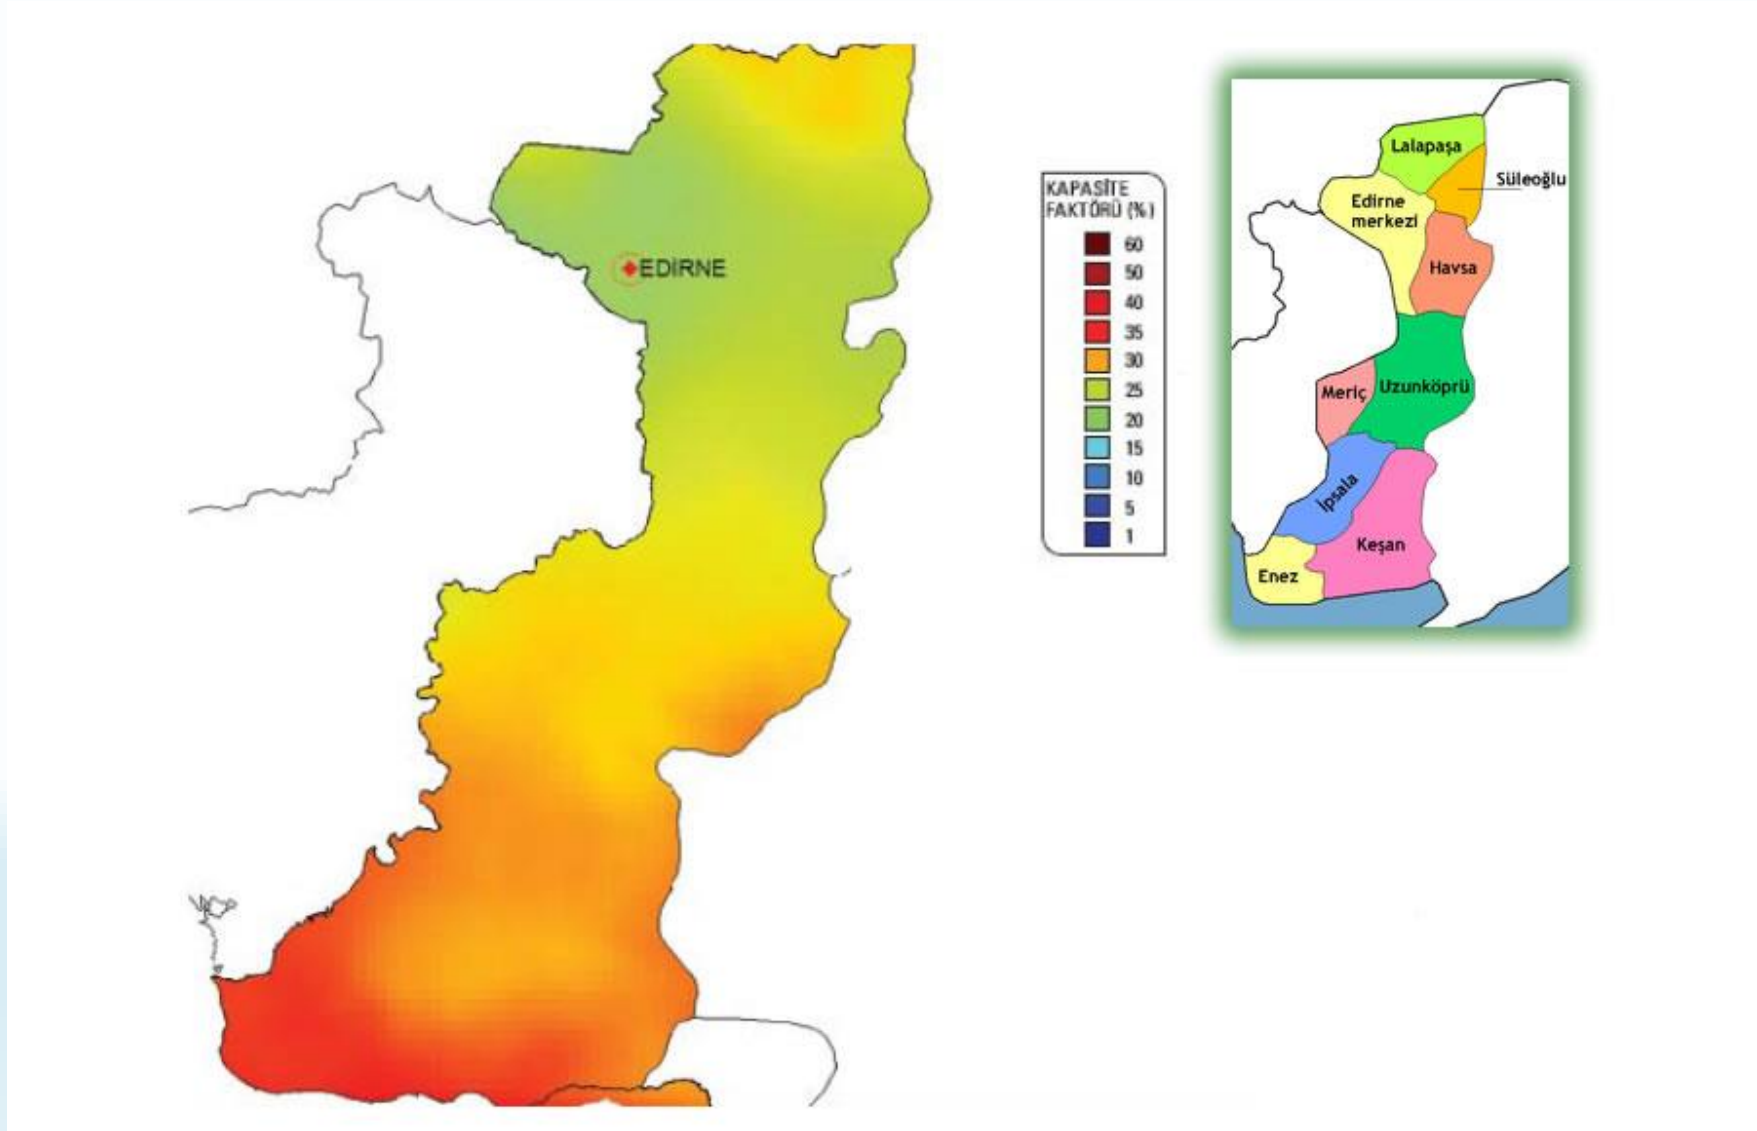 EDİRNE
KAPASİTE
FAKTÖRÜ (%)
60
50
40
35
30
25
20
15
10
5
1
Lalapaşa
Süleoğlu
Edirne
merkezi
Havsa
Meriç
Uzunköprü
İpsala
Keşan
Enez